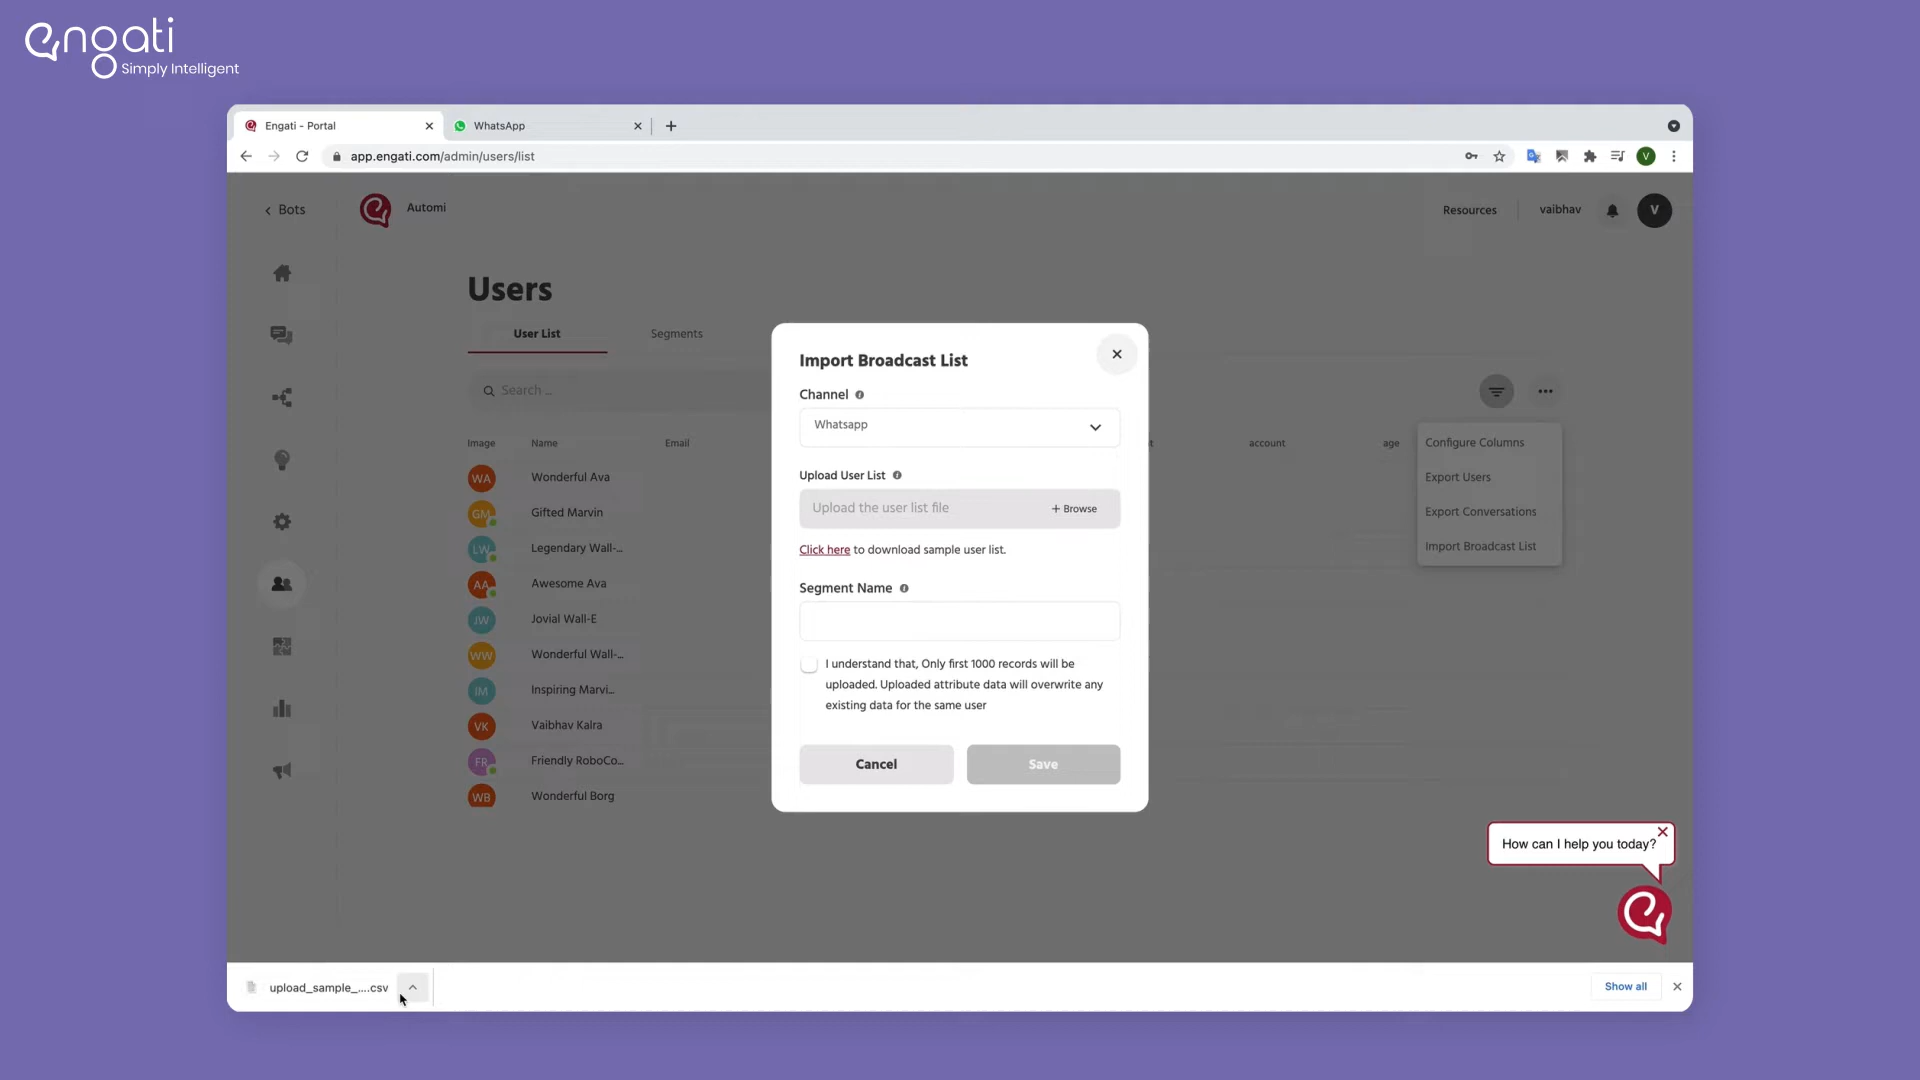 engati
Simply Intelligent
Engati - Portal
WhatsApp
app.engati.com/admin/users/list
V
Bots
Automi
Resources
vaibhav
V
Users
User List
Segments
Search ...
Image
Name
Email
account
age
WA
Wonderful Ava
GM
Gifted Marvin
LW
Legendary Wall-...
AA
Awesome Ava
JW
Jovial Wall-E
WW
Wonderful Wall-...
IM
Inspiring Marvi...
VK
Vaibhav Kalra
FR
Friendly RoboCo...
WB
Wonderful Borg
Configure Columns
Export Users
Export Conversations
Import Broadcast List
Import Broadcast List
Channel
Whatsapp
Upload User List
Upload the user list file
+ Browse
Click here to download sample user list.
Segment Name
I understand that, Only first 1000 records will be
uploaded. Uploaded attribute data will overwrite any
existing data for the same user
Cancel
Save
How can I help you today?
upload_sample_....csv
Show all